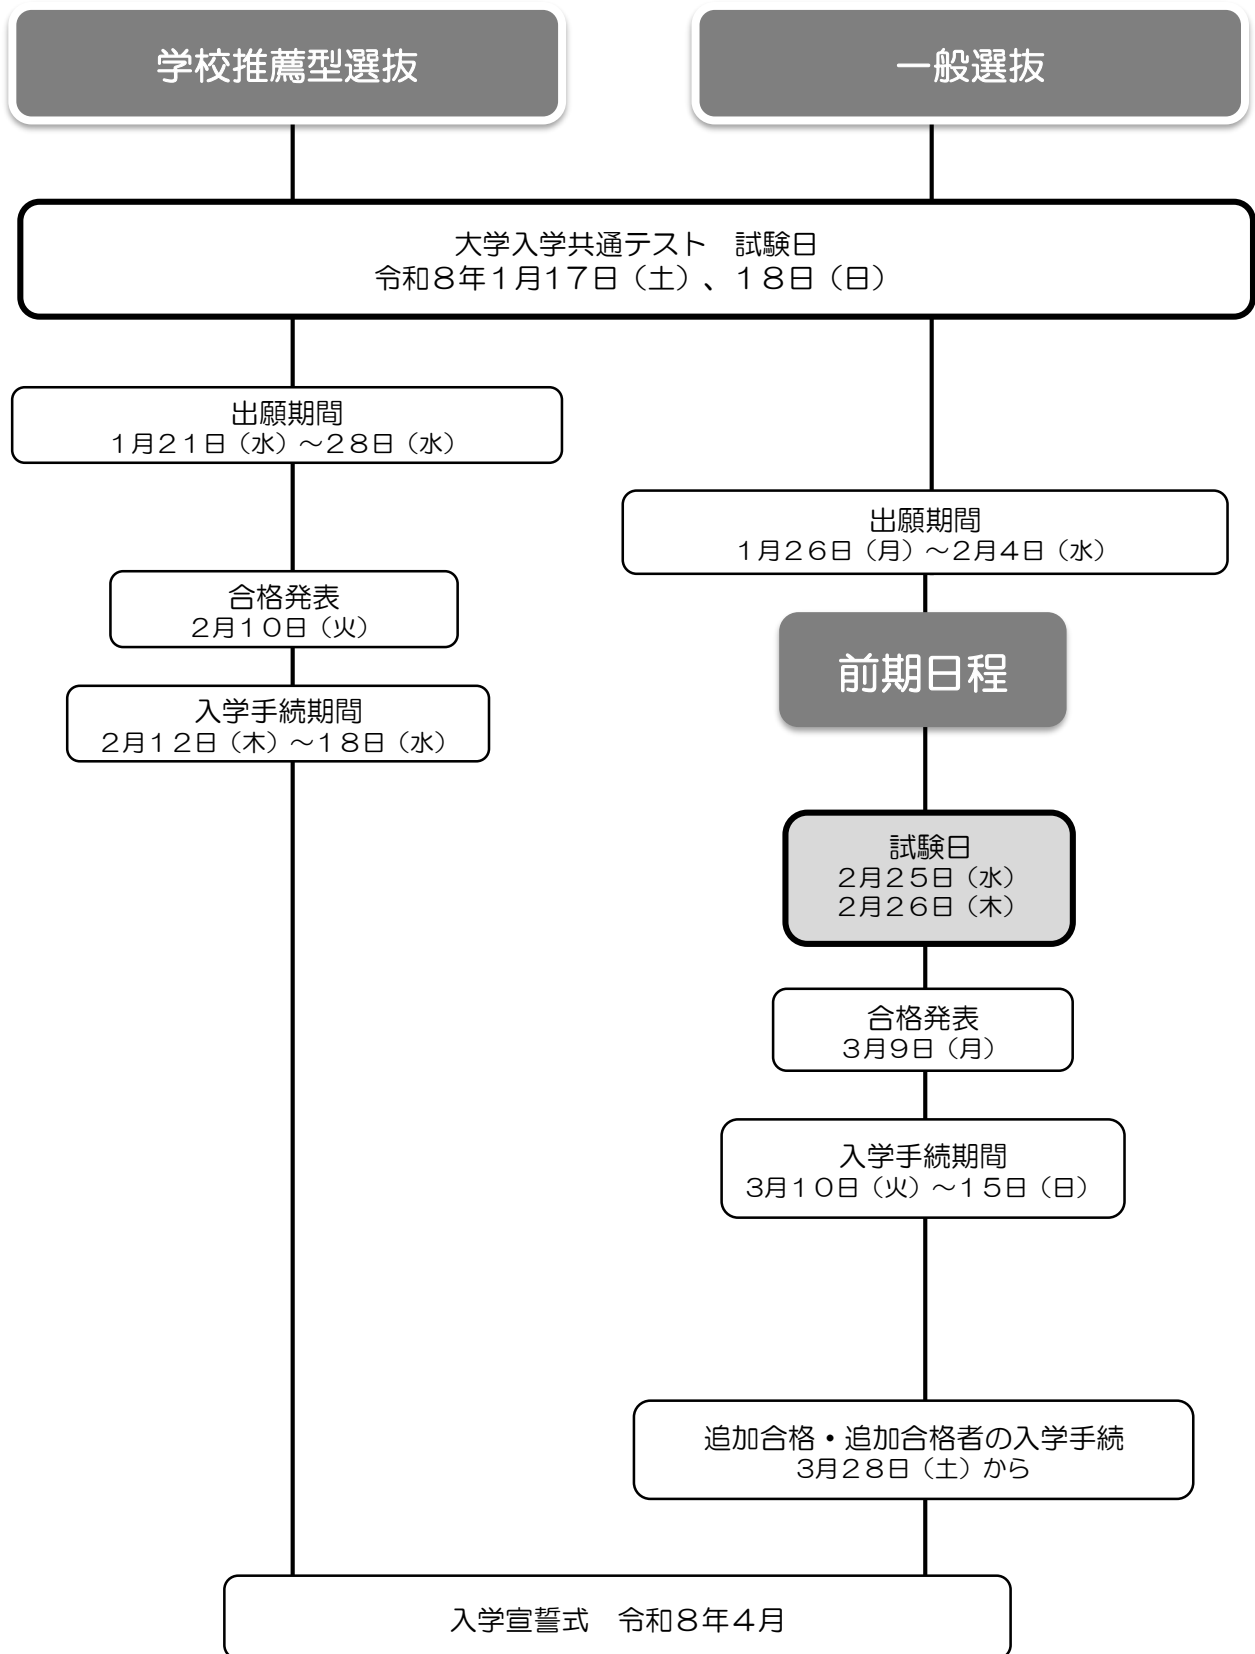 学校推薦型選抜
一般選抜
大学入学共通テスト　試験日
令和８年１月１７日（土）、１８日（日）
出願期間
１月２１日（水）～２８日（水）
出願期間
１月２６日（月）～２月４日（水）
合格発表
２月１０日（火）
前期日程
入学手続期間
２月１２日（木）～１８日（水）
試験日
２月２５日（水）
２月２６日（木）
合格発表
３月９日（月）
入学手続期間
３月１０日（火）～１５日（日）
追加合格・追加合格者の入学手続
３月２８日（土）から
入学宣誓式　令和８年４月